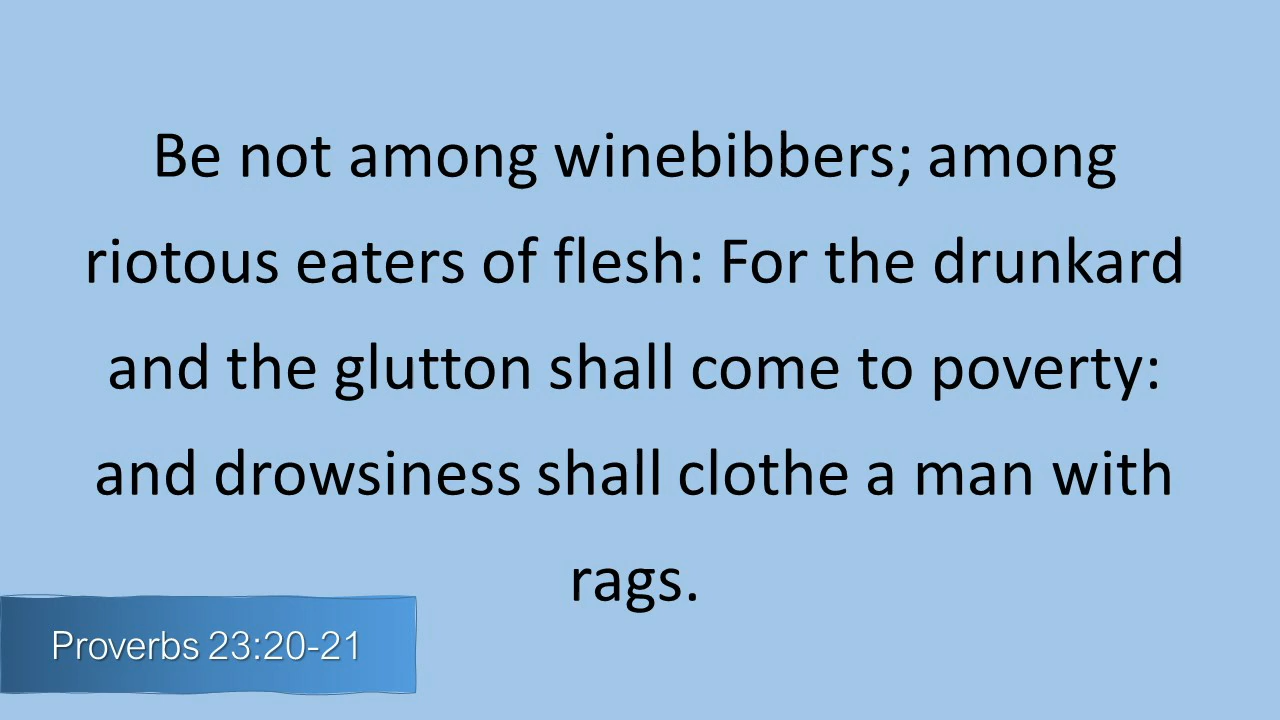 Be not among winebibbers; among
riotous eaters of flesh: For the drunkard
and the glutton shall come to poverty:
and drowsiness shall clothe a man with
rags.
Proverbs 23:20-21